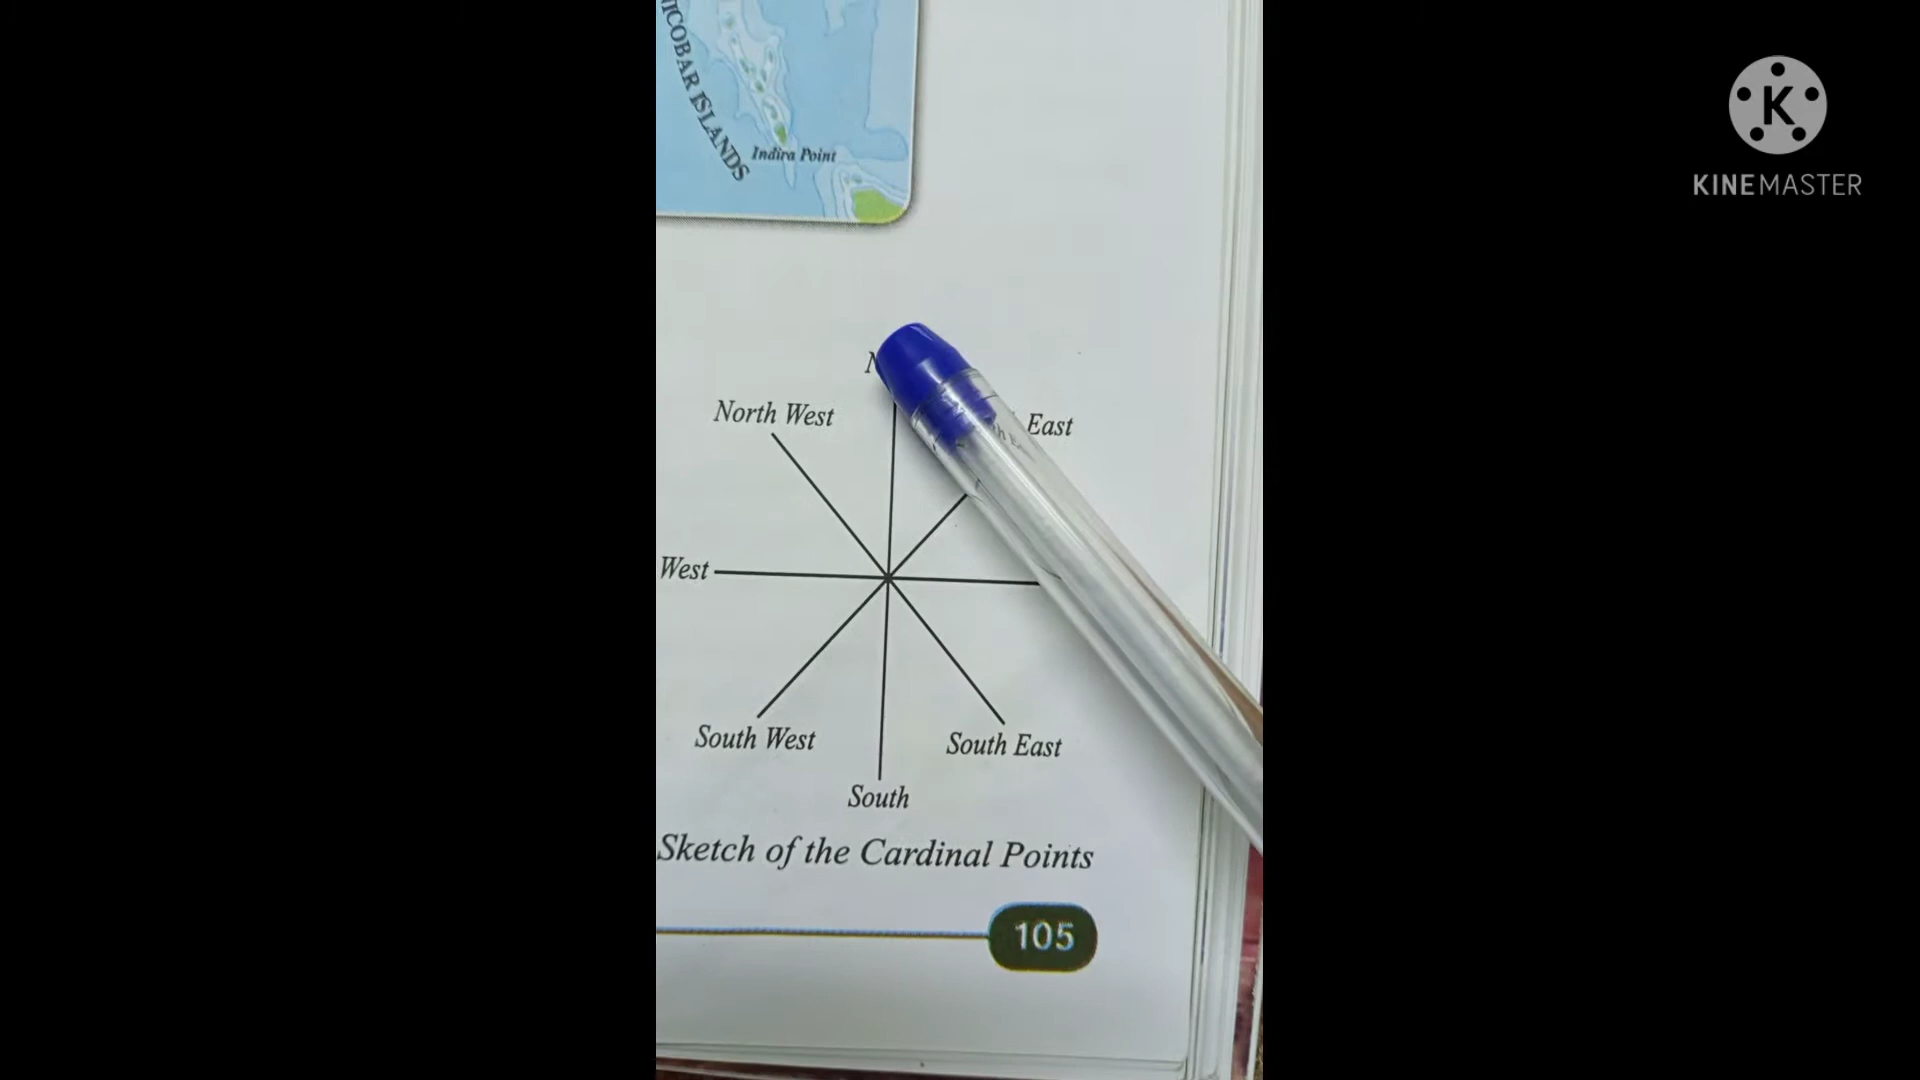 NICOBAR ISLANDS
Indira Point
K
KINEMASTER
North West
East
West
South West
South East
South
Sketch of the Cardinal Points
105